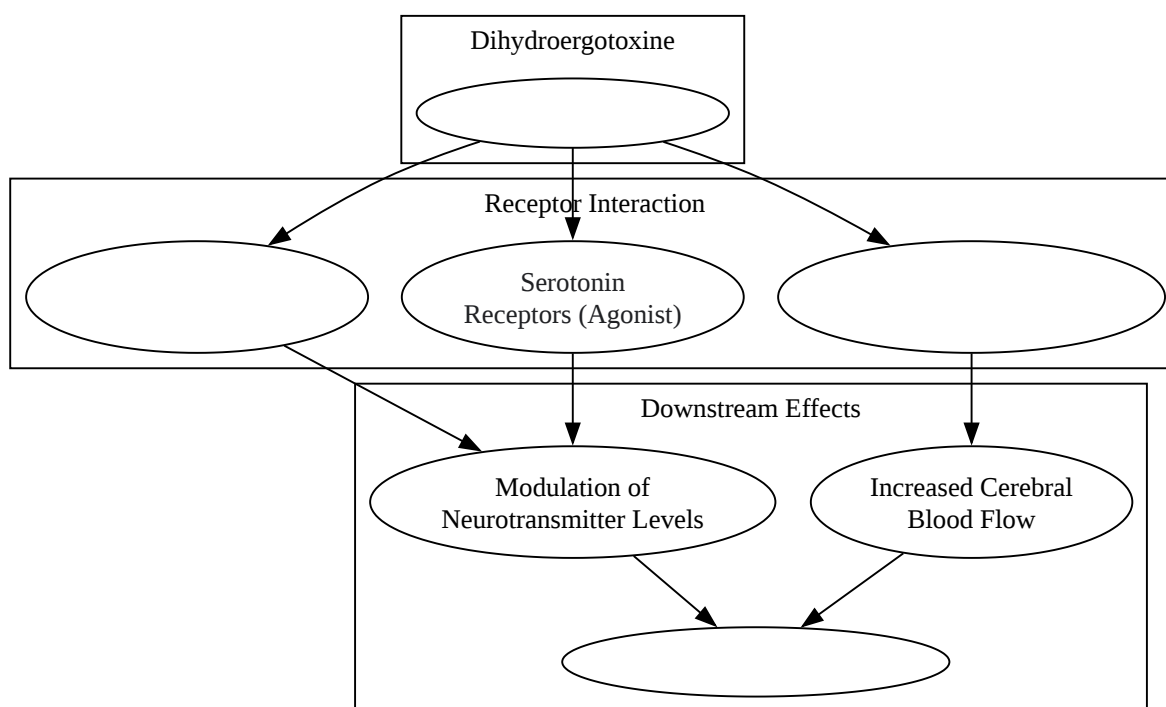 Dihydroergotoxine
Receptor Interaction
Serotonin
Receptors (Agonist)
Downstream Effects
Modulation of
Neurotransmitter Levels
Increased Cerebral
Blood Flow